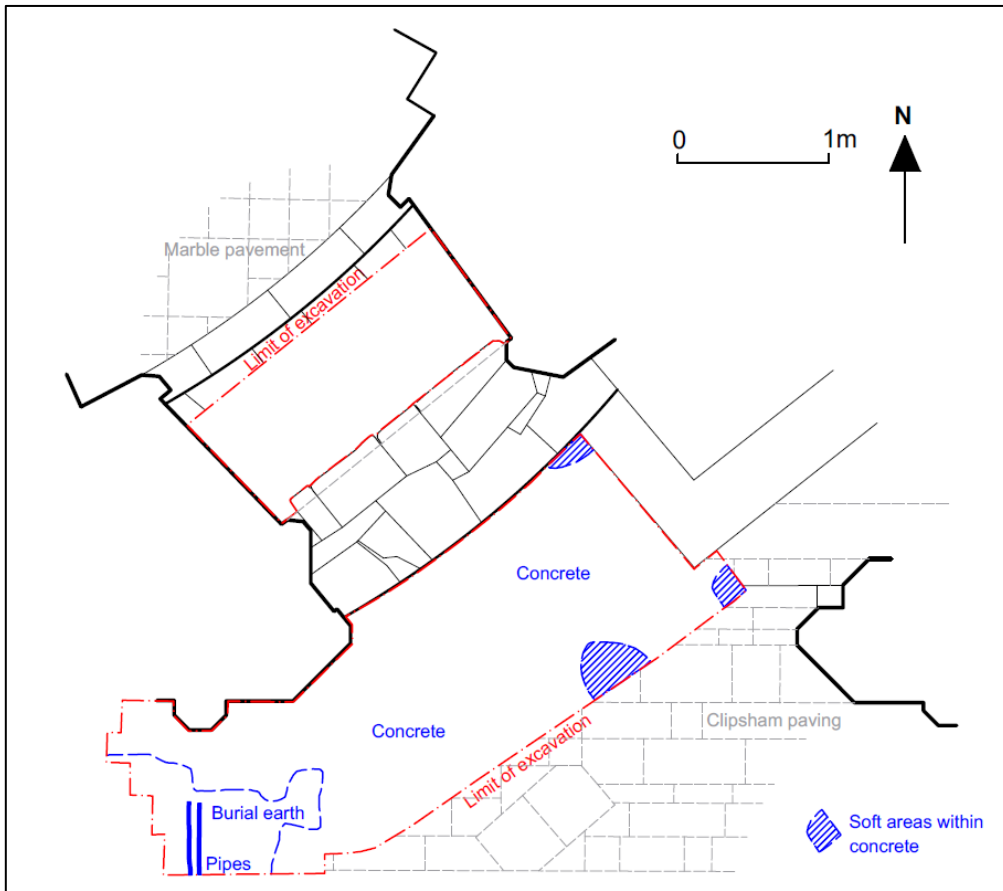 N
0 1m
Marble pavement
Limit of excavation
Concrete
Concrete
Clipsham paving
Limit of excavation
Burial earth
Pipes
Soft areas within
concrete